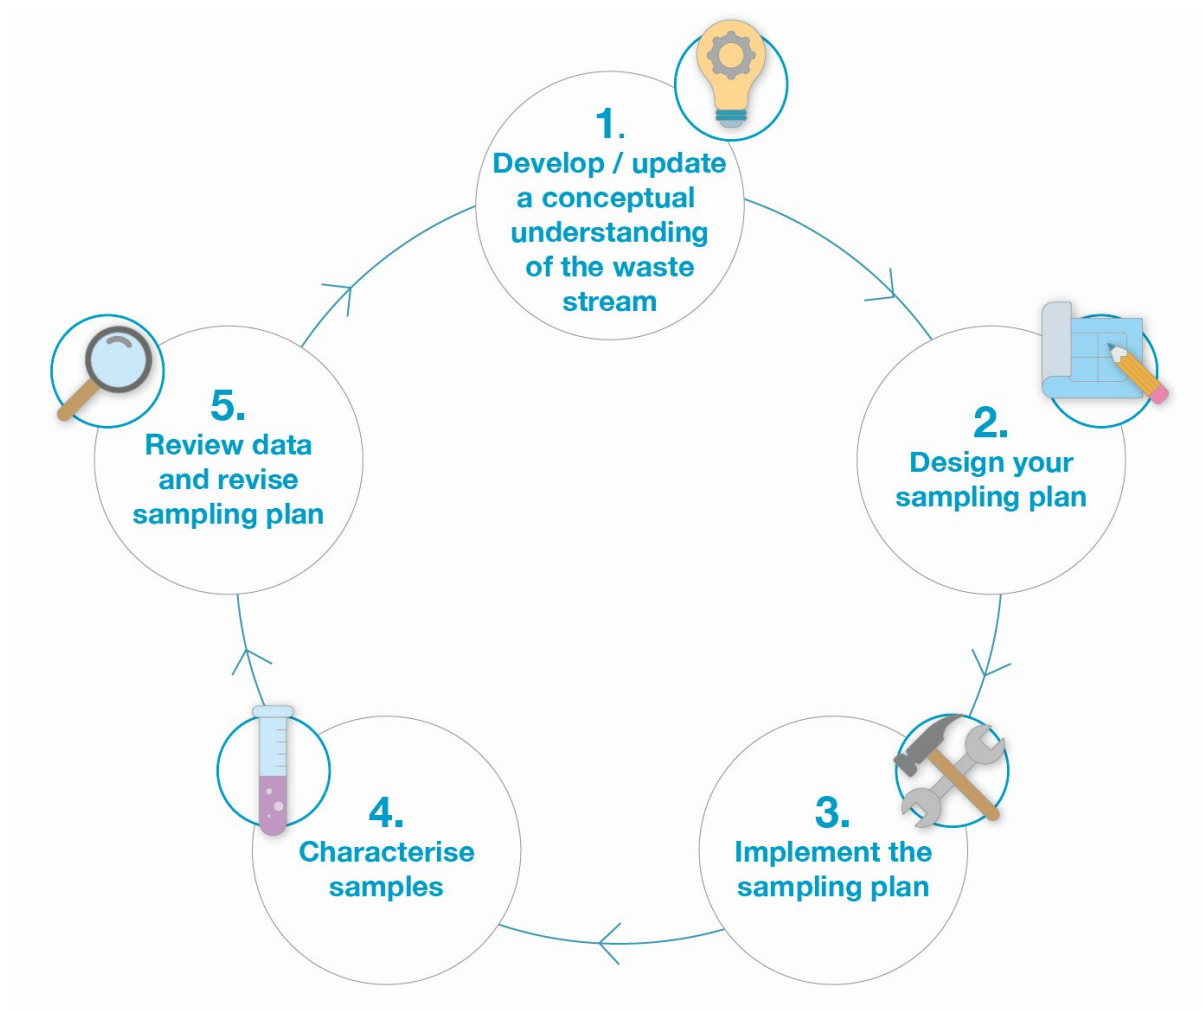 1.
Develop / update
a conceptual
understanding
of the waste
stream
2.
Design your
sampling plan
3.
Implement the
sampling plan
4.
Characterise
samples
5.
Review data
and revise
sampling plan